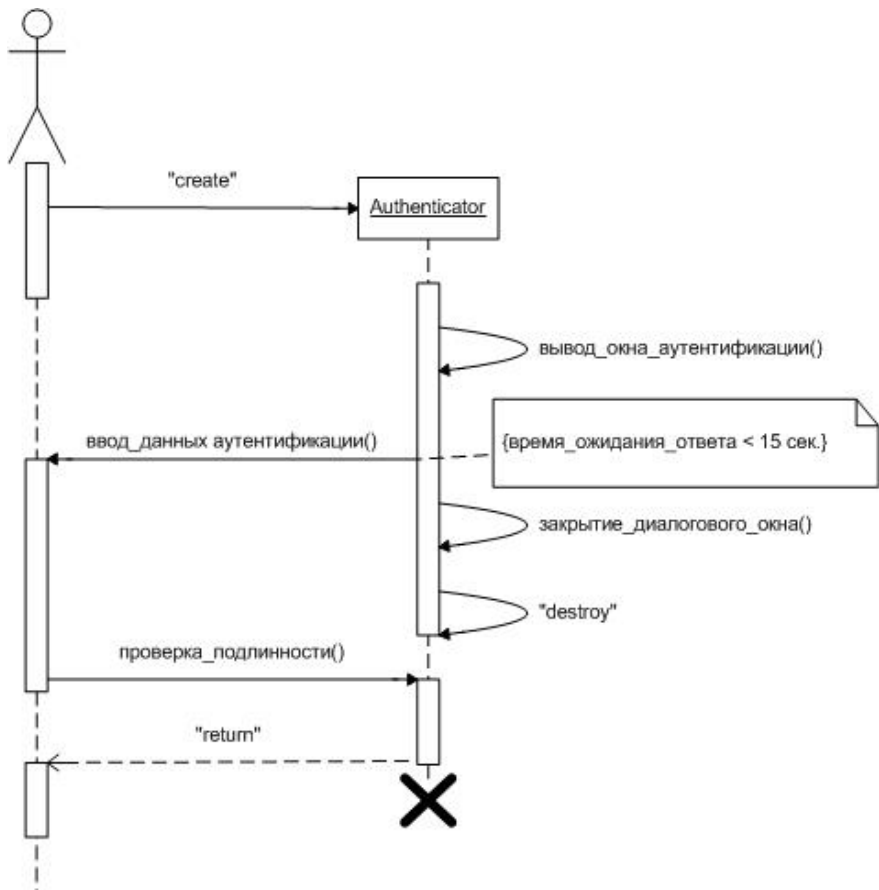 "create"
Authenticator
вывод_окна_аутентификации()
ввод_данных аутентификации()
{время_ожидания_ответа < 15 сек.}
закрытие_диалогового_окна()
"destroy"
проверка_подлинности()
"return"